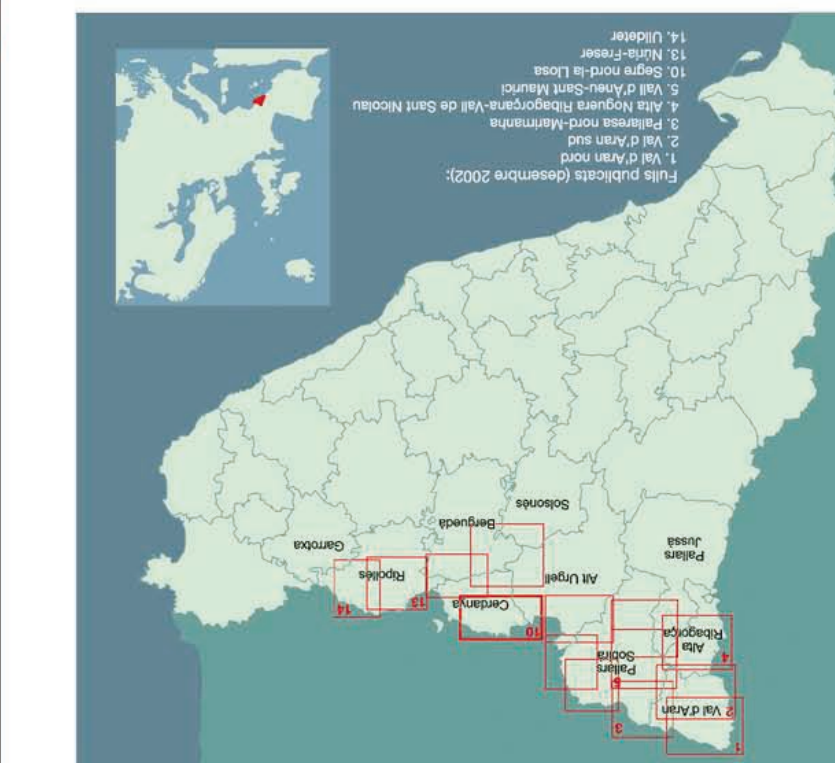 1
3
2 Val d'Aran
5
4
Pallars
Sobirà
Alta
Ribagorça
10
Cerdanya
13
14
Ripollès
Alt Urgell
Pallars
Jussà
Garrotxa
Berguedà
Solsonès
Fulls publicats (desembre 2002):
1. Val d'Aran nord
2. Val d'Aran sud
3. Pallaresa nord-Marimanha
4. Alta Noguera Ribagorçana-Vall de Sant Nicolau
5. Vall d'Àneu-Sant Maurici
10. Segre nord-la Llosa
13. Núria-Freser
14. Ulldeter